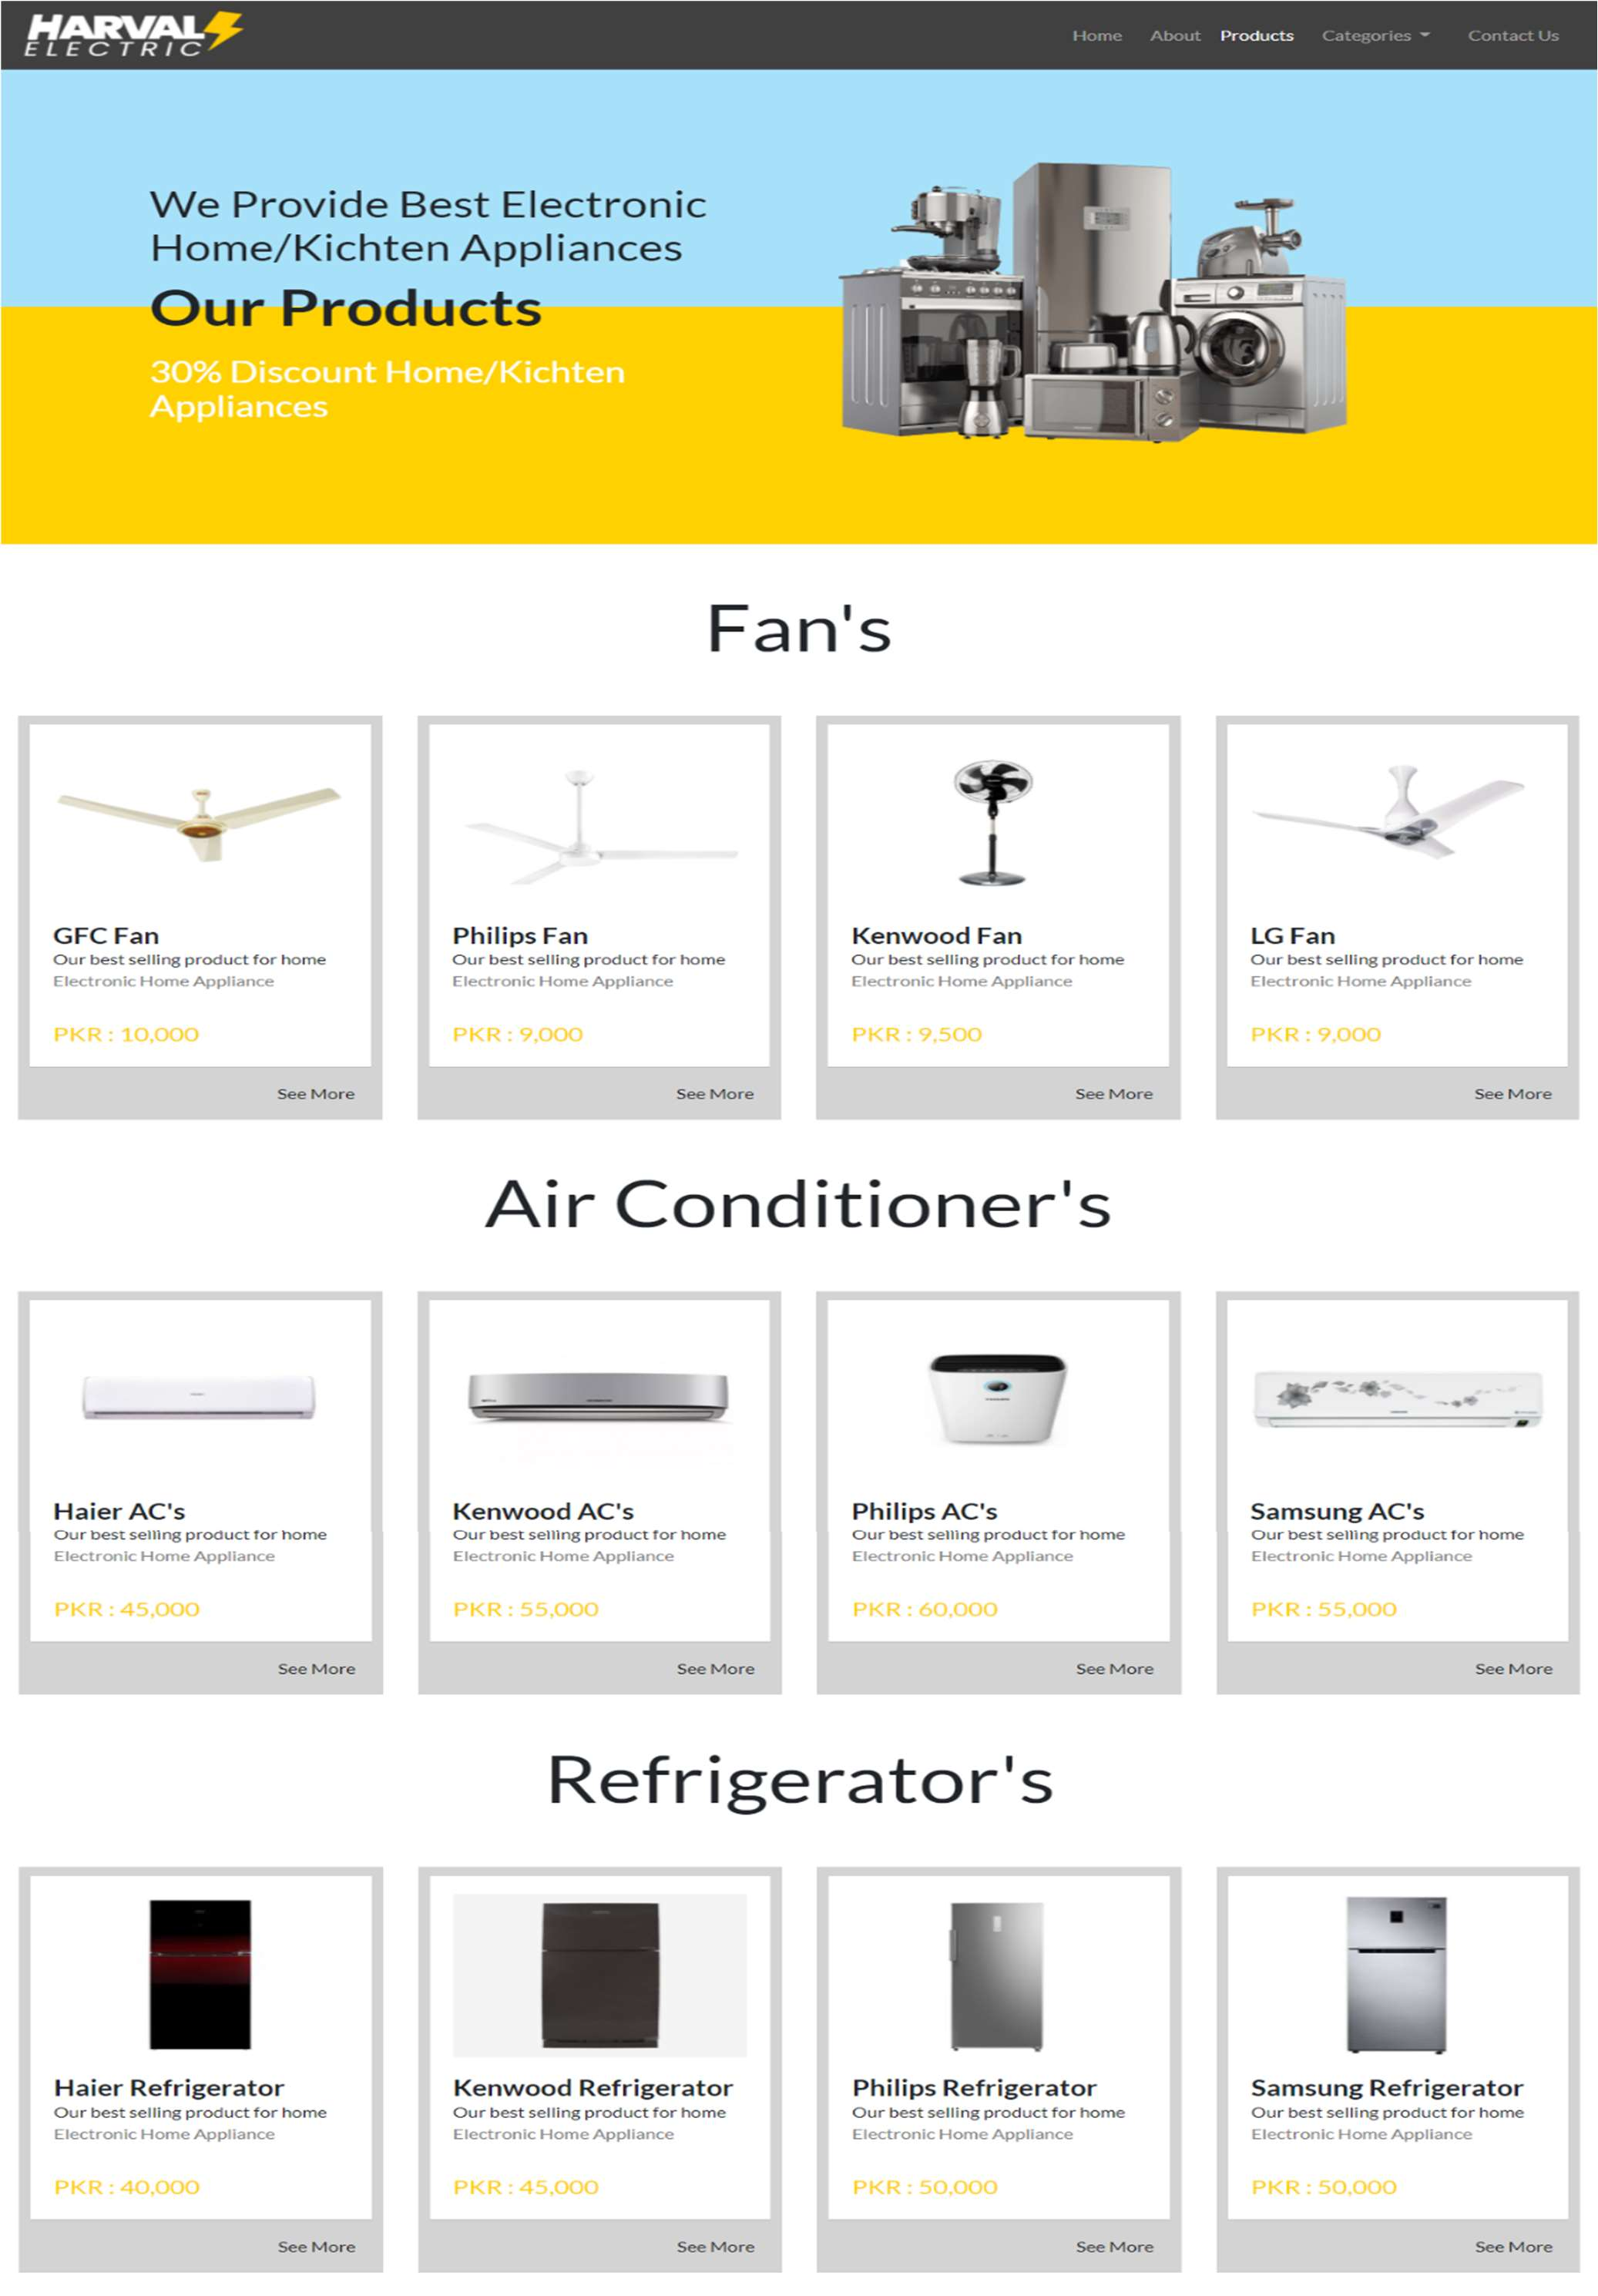 HARVAL
ELECTRIC
Home About Products Categories Contact Us
We Provide Best Electronic
Home/Kichten Appliances
Our Products
30% Discount Home/Kichten
Appliances
Fan's
GFC Fan
Our best selling product for home
Electronic Home Appliance
PKR : 10,000
See More
Philips Fan
Our best selling product for home
Electronic Home Appliance
PKR : 9,000
See More
Kenwood Fan
Our best selling product for home
Electronic Home Appliance
PKR : 9,500
See More
LG Fan
Our best selling product for home
Electronic Home Appliance
PKR : 9,000
See More
Air Conditioner's
Haier AC's
Our best selling product for home
Electronic Home Appliance
PKR : 45,000
See More
Kenwood AC's
Our best selling product for home
Electronic Home Appliance
PKR : 55,000
See More
Philips AC's
Our best selling product for home
Electronic Home Appliance
PKR : 60,000
See More
Samsung AC's
Our best selling product for home
Electronic Home Appliance
PKR : 55,000
See More
Refrigerator's
Haier Refrigerator
Our best selling product for home
Electronic Home Appliance
PKR : 40,000
See More
Kenwood Refrigerator
Our best selling product for home
Electronic Home Appliance
PKR : 45,000
See More
Philips Refrigerator
Our best selling product for home
Electronic Home Appliance
PKR : 50,000
See More
Samsung Refrigerator
Our best selling product for home
Electronic Home Appliance
PKR : 50,000
See More